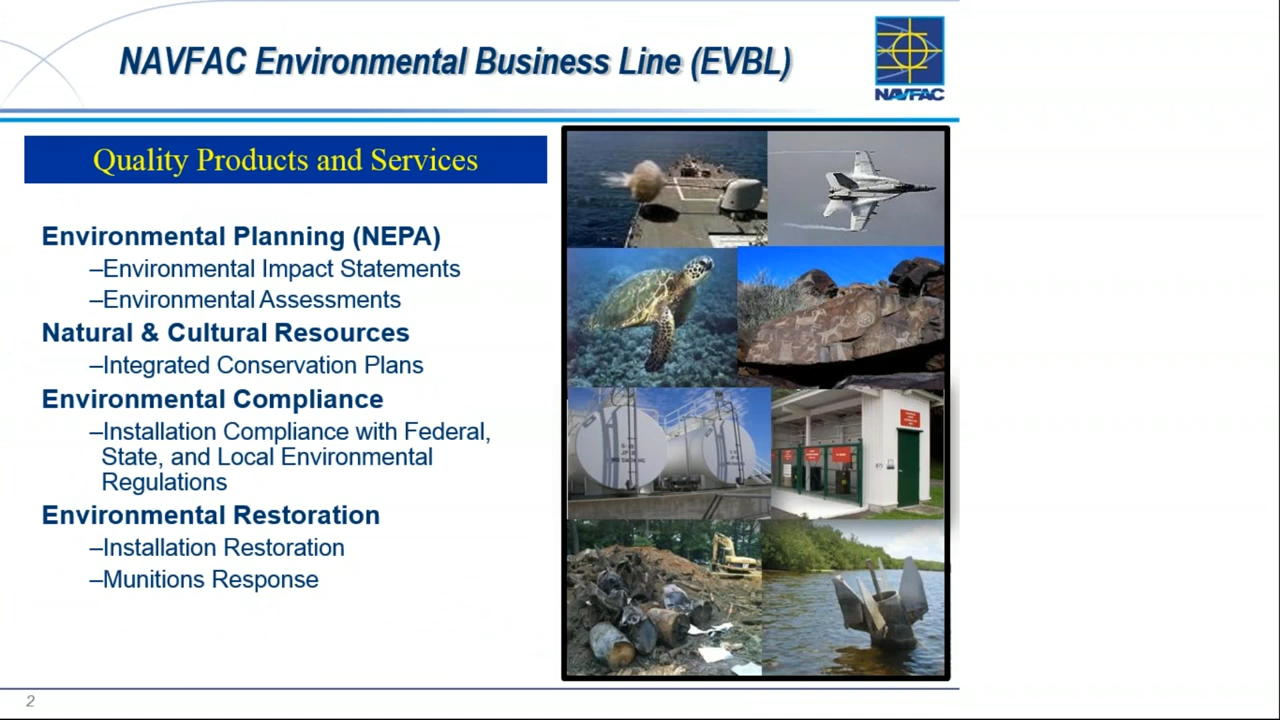 NAVFAC Environmental Business Line (EVBL)
NAVFAC
Quality Products and Services
Environmental Planning (NEPA)
–Environmental Impact Statements
–Environmental Assessments
Natural & Cultural Resources
–Integrated Conservation Plans
Environmental Compliance
–Installation Compliance with Federal,
State, and Local Environmental
Regulations
Environmental Restoration
–Installation Restoration
–Munitions Response
2